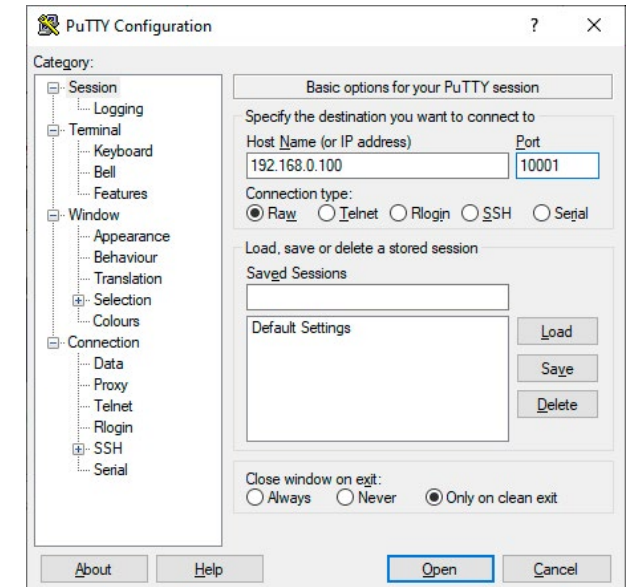 PuTTY Configuration
? ×
Category:
Session
Logging
Terminal
Keyboard
Bell
Features
Window
Appearance
Behaviour
Translation
Selection
Colours
Connection
Data
Proxy
Telnet
Rlogin
SSH
Serial
Basic options for your PuTTY session
Specify the destination you want to connect to
Host Name (or IP address) Port
192.168.0.100 10001
Connection type:
Raw Telnet Rlogin SSH Serial
Load, save or delete a stored session
Saved Sessions
Default Settings
Load
Save
Delete
Close window on exit:
Always Never Only on clean exit
About Help Open Cancel